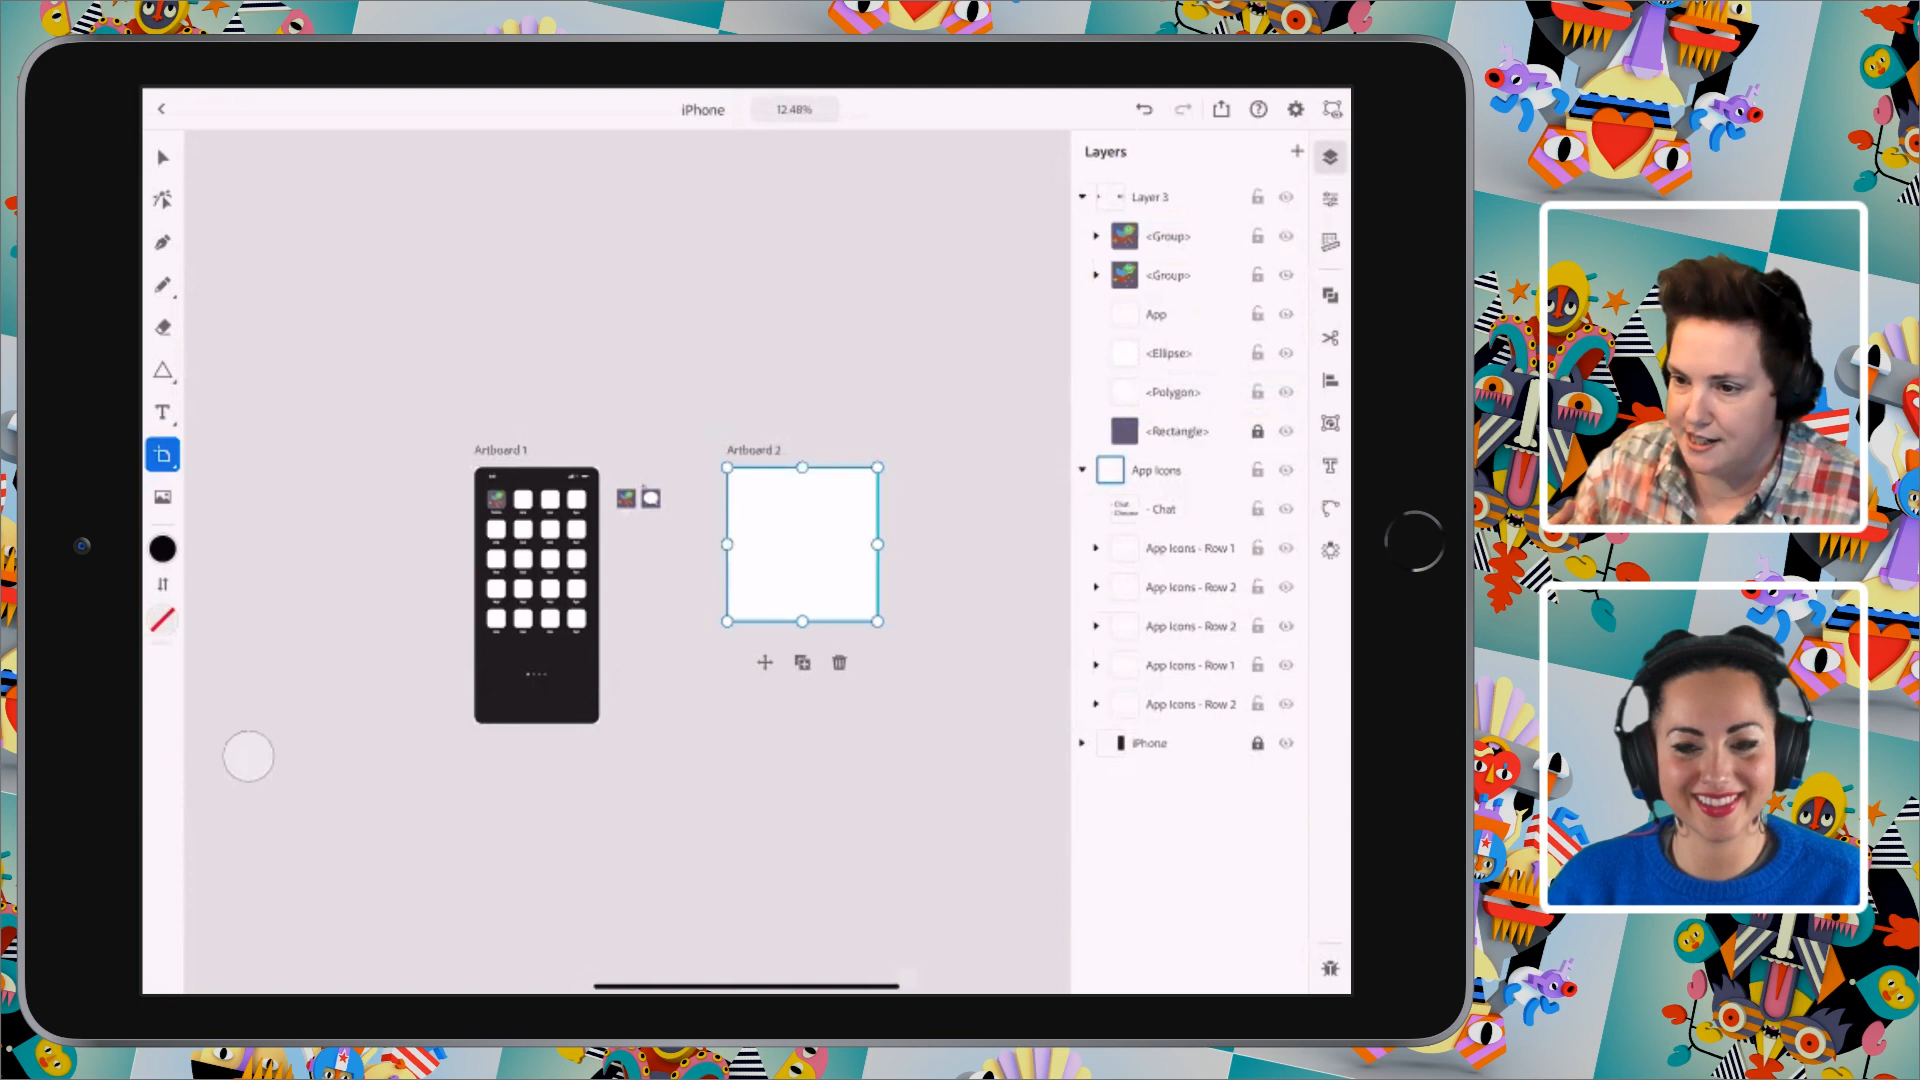 iPhone
12.48%
Artboard 1
Artboard 2
Layers
Layer 3
<Group>
<Group>
App
<Ellipse>
<Polygon>
<Rectangle>
App Icons
- Chat
- Chat
App Icons - Row 1
App Icons - Row 2
App Icons - Row 2
App Icons - Row 1
App Icons - Row 2
iPhone